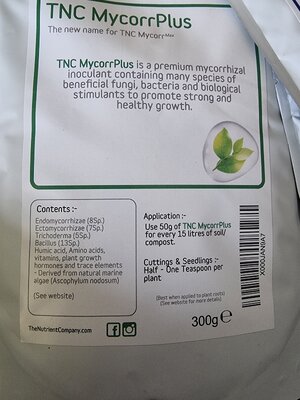 TNC MycorrPlus
The new name for TNC MycorrMax
TNC MycorrPlus is a premium mycorrhizal
inoculant containing many species of
beneficial fungi, bacteria and biological
stimulants to promote strong and
healthy growth.
Contents :-
Endomycorrhizae (8Sp.)
Ectomycorrhizae (7Sp.)
Trichoderma (5Sp.)
Bacillus (13Sp.)
Humic acid, Amino acids,
vitamins, plant growth
hormones and trace elements
- Derived from natural marine
algae (Ascophylum nodosum)
(See website)
Application :-
Use 50g of TNC MycorrPlus
for every 15 litres of soil/
compost.
Cuttings & Seedlings :-
Half - One Teaspoon per
plant
(Best when applied to plant roots)
(See website for more details)
X000JAN0A7
TheNutrientCompany.com
300g e